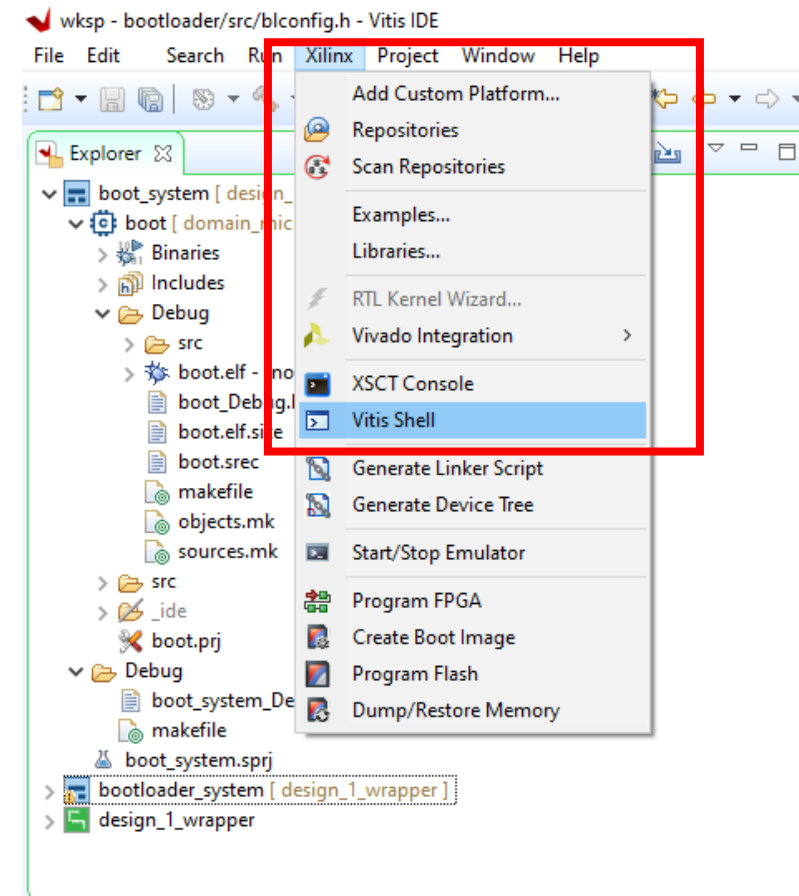 wksp - bootloader/src/blconfig.h - Vitis IDE
File Edit Search Run Xilinx Project Window Help
Explorer
boot_system [ design_
boot [ domain_mic
Binaries
Includes
Debug
src
boot.elf -
boot_Debug.
boot.elf.size
boot.srec
makefile
objects.mk
sources.mk
src
_ide
boot.prj
Debug
boot_system_De
makefile
boot_system.sprj
bootloader_system [ design_1_wrapper ]
design_1_wrapper
Add Custom Platform...
Repositories
Scan Repositories
Examples...
Libraries...
RTL Kernel Wizard...
Vivado Integration
XSCT Console
Vitis Shell
Generate Linker Script
Generate Device Tree
Start/Stop Emulator
Program FPGA
Create Boot Image
Program Flash
Dump/Restore Memory